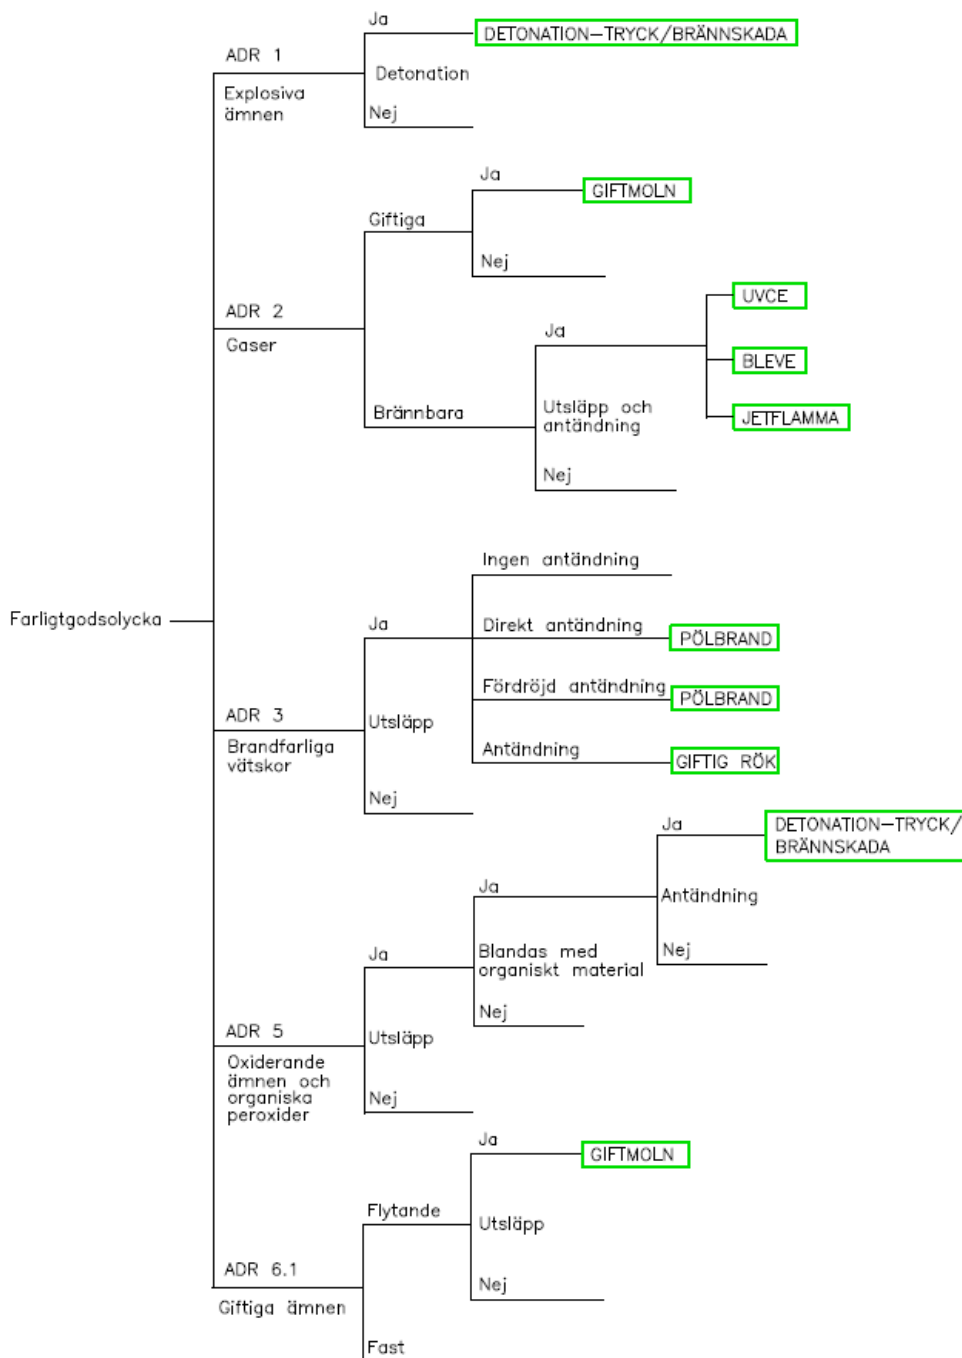 Ja
DETONATION-TRYCK/BRÄNNSKADA
ADR 1
Detonation
Explosiva
ämnen
Nej
Ja
GIFTMOLN
Giftiga
Nej
UVCE
ADR 2
Ja
Gaser
BLEVE
Brännbara
Utsläpp och
antändning
JETFLAMMA
Nej
Ingen antändning
Farligtgodsolycka
Ja
Direkt antändning
PÖLBRAND
Fördröjd antändning
PÖLBRAND
ADR 3
Utsläpp
Brandfarliga
vätskor
Antändning
GIFTIG RÖK
Nej
Ja
DETONATION-TRYCK/
BRÄNNSKADA
Ja
Antändning
Ja
Blandas med
organiskt material
Nej
Nej
ADR 5
Utsläpp
Oxiderande
ämnen och
organiska
peroxider
Nej
Ja
GIFTMOLN
Flytande
Utsläpp
ADR 6.1
Nej
Giftiga ämnen
Fast